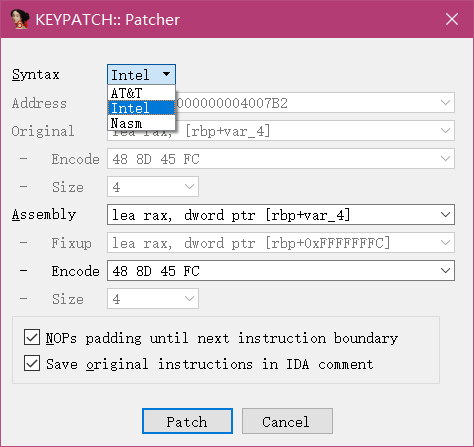 KEYPATCH:: Patcher
Syntax Intel
AT&T
Intel
Nasm
Address 000000004007B2
Original lea rax, [rbp+var_4]
- Encode 48 8D 45 FC
- Size 4
Assembly lea rax, dword ptr [rbp+var_4]
- Fixup lea rax, dword ptr [rbp+0xFFFFFFFC]
- Encode 48 8D 45 FC
- Size 4
NOPs padding until next instruction boundary
Save original instructions in IDA comment
Patch Cancel